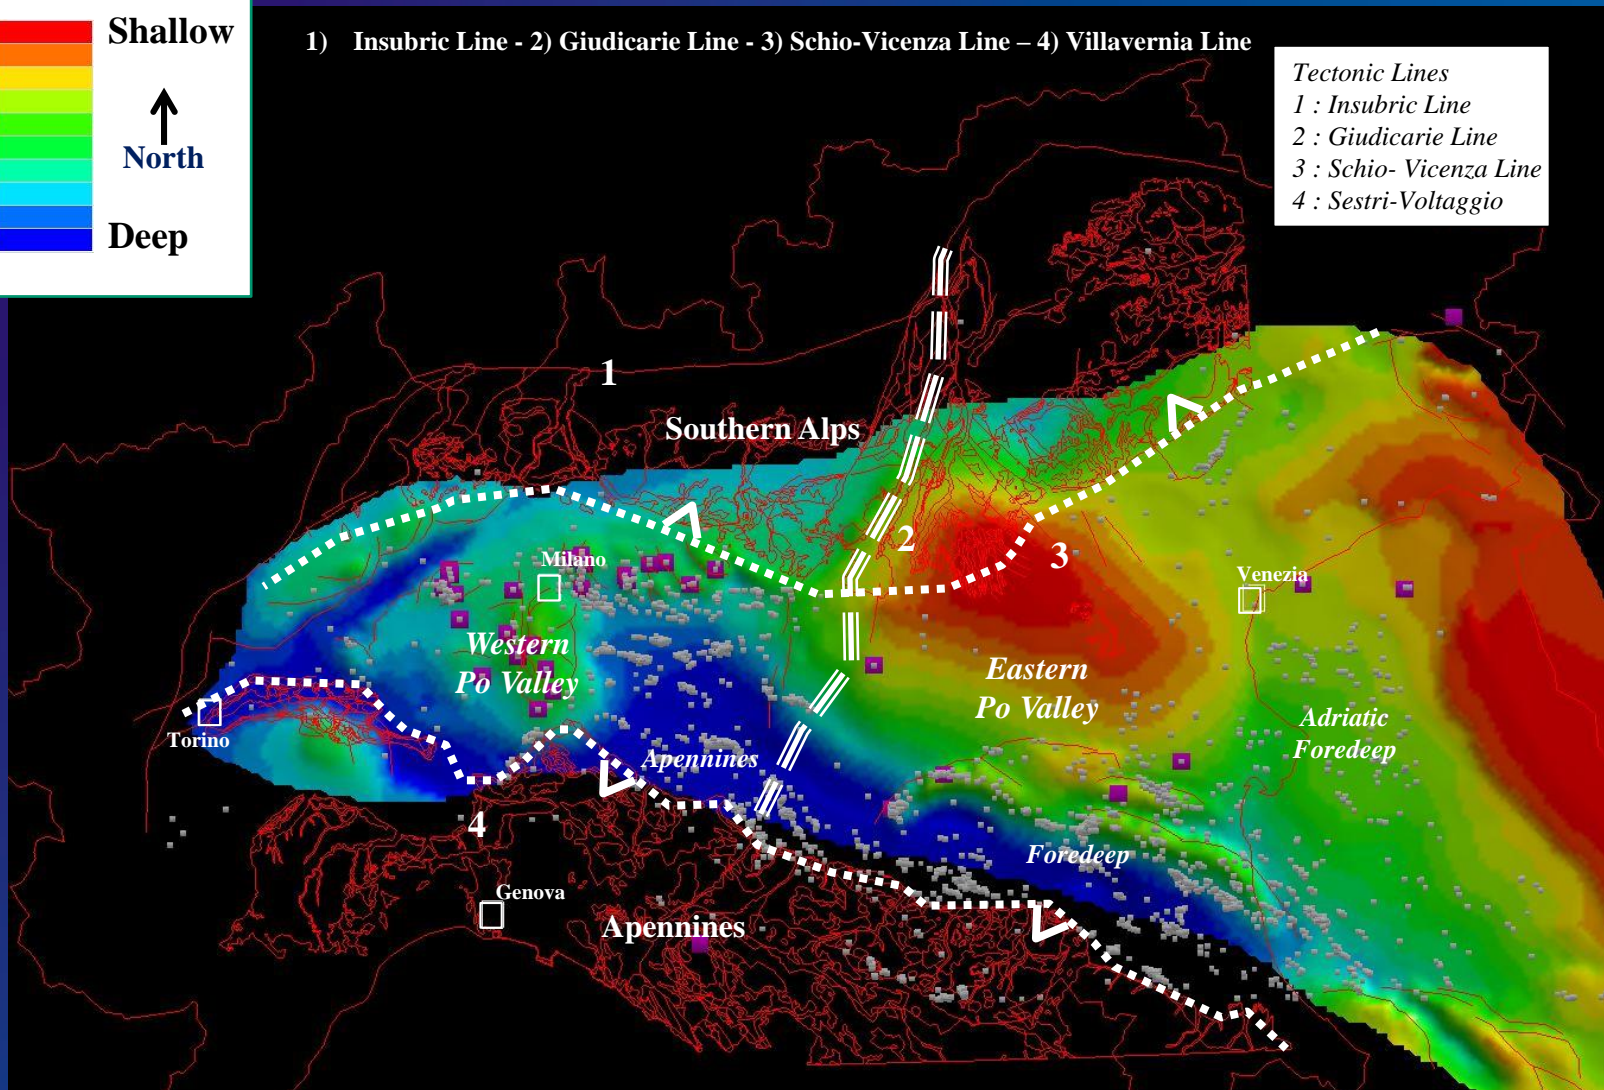 Shallow
North
Deep
1) Insubric Line - 2) Giudicarie Line - 3) Schio-Vicenza Line – 4) Villavernia Line
Tectonic Lines
1 : Insubric Line
2 : Giudicarie Line
3 : Schio- Vicenza Line
4 : Sestri-Voltaggio
1
Southern Alps
2
3
Milano
Venezia
Western
Po Valley
Eastern
Po Valley
Torino
Adriatic
Foredeep
Apennines
4
Foredeep
Genova
Apennines